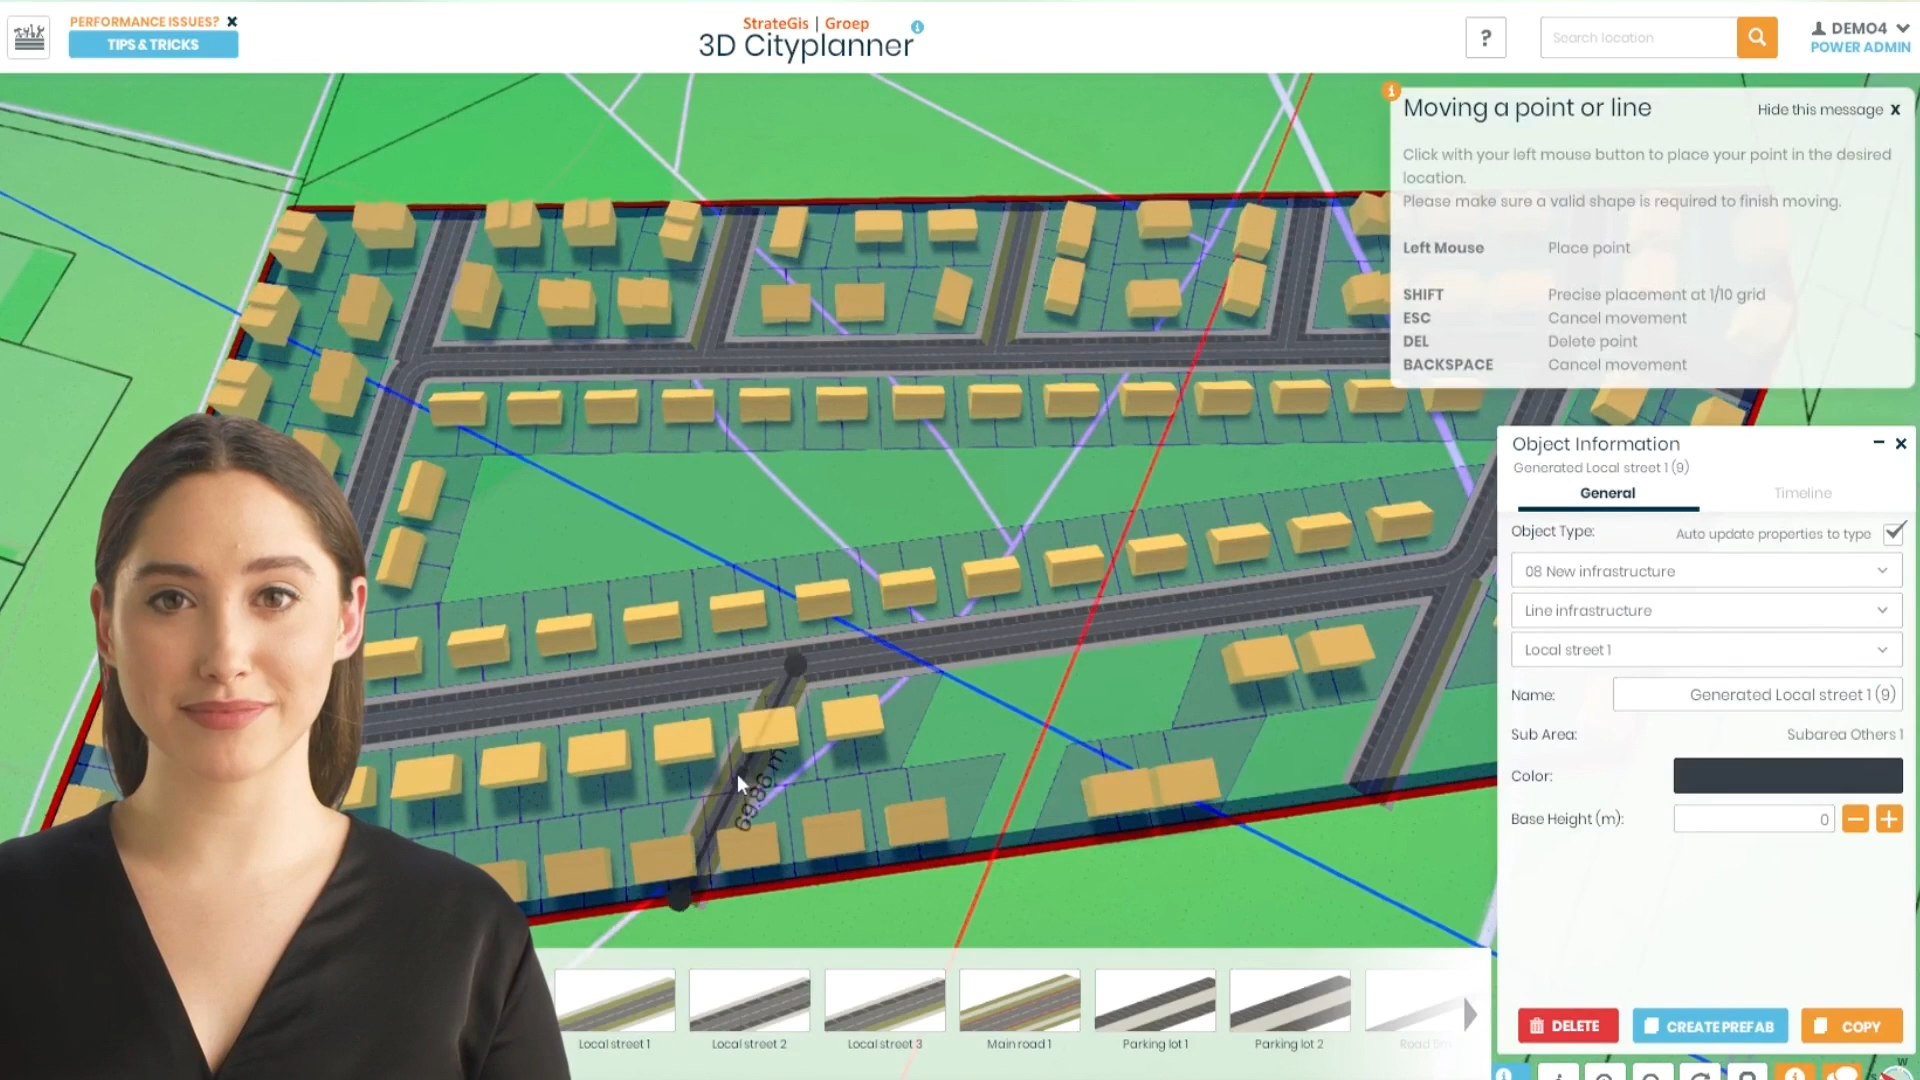 PERFORMANCE ISSUES? x
TIPS & TRICKS
StrateGis | Groep
3D Cityplanner
?
Search location
DEMO4
POWER ADMIN
Moving a point or line
Hide this message x
Click with your left mouse button to place your point in the desired
location.
Please make sure a valid shape is required to finish moving.
Left Mouse Place point
SHIFT Precise placement at 1/10 grid
ESC Cancel movement
DEL Delete point
BACKSPACE Cancel movement
Object Information
Generated Local street 1 (9)
General Timeline
Object Type: Auto update properties to type
08 New infrastructure
Line infrastructure
Local street 1
Name: Generated Local street 1 (9)
Sub Area: Subarea Others 1
Color:
Base Height (m): 0
69.86 m
Local street 1
Local street 2
Local street 3
Main road 1
Parking lot 1
Parking lot 2
DELETE
CREATE PREFAB
COPY
W